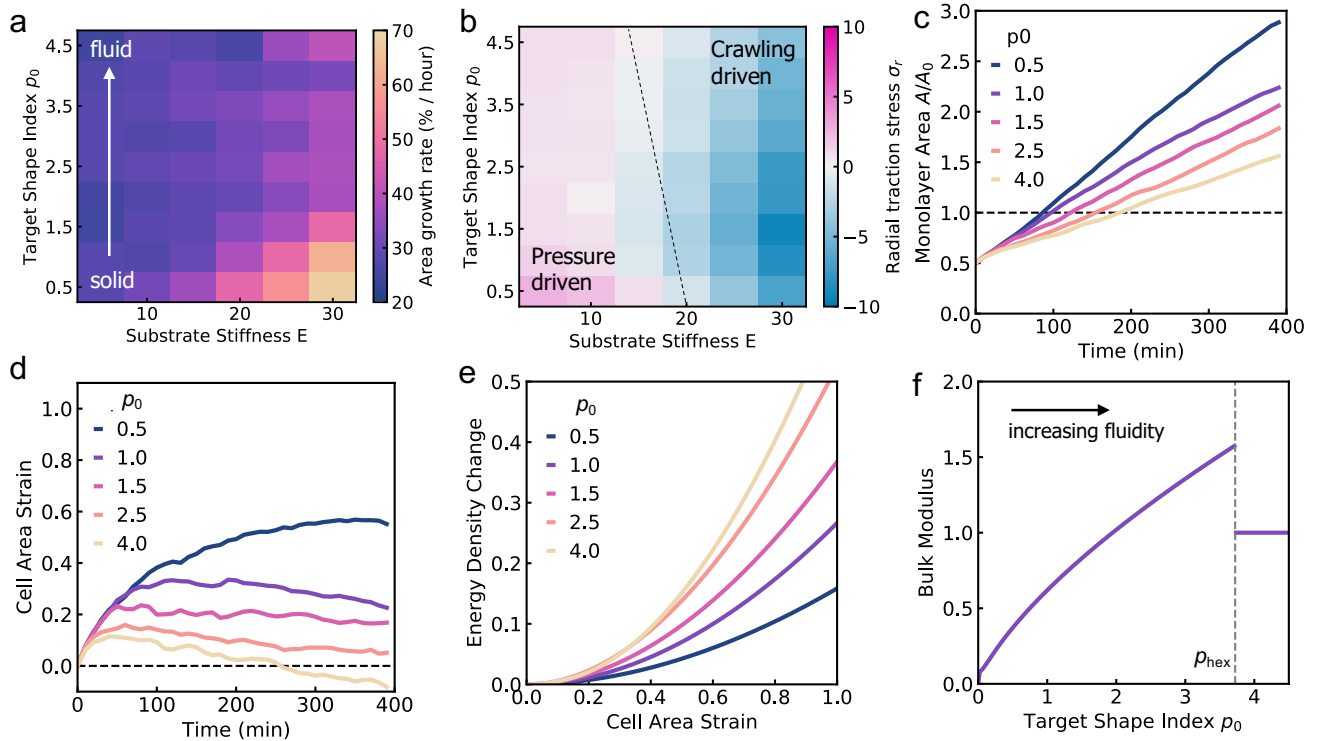 a
fluid
solid
Target Shape Index p₀
4.5
3.5
2.5
1.5
0.5
10
20
30
Substrate Stiffness E
70
60
50
40
30
20
Area growth rate (% / hour)
b
Crawling
driven
Pressure
driven
Target Shape Index p₀
4.5
3.5
2.5
1.5
0.5
10
20
30
Substrate Stiffness E
10
5
0
−5
−10
Radial traction stress σᵣ
c
p0
0.5
1.0
1.5
2.5
4.0
Monolayer Area A/A₀
3.0
2.5
2.0
1.5
1.0
0.5
0.0
0
100
200
300
400
Time (min)
d
p₀
0.5
1.0
1.5
2.5
4.0
Cell Area Strain
1.0
0.8
0.6
0.4
0.2
0.0
0
100
200
300
400
Time (min)
e
p₀
0.5
1.0
1.5
2.5
4.0
Energy Density Change
0.5
0.4
0.3
0.2
0.1
0.0
0.0
0.2
0.4
0.6
0.8
1.0
Cell Area Strain
f
increasing fluidity
p_hex
Bulk Modulus
2.0
1.5
1.0
0.5
0.0
0
1
2
3
4
Target Shape Index p₀